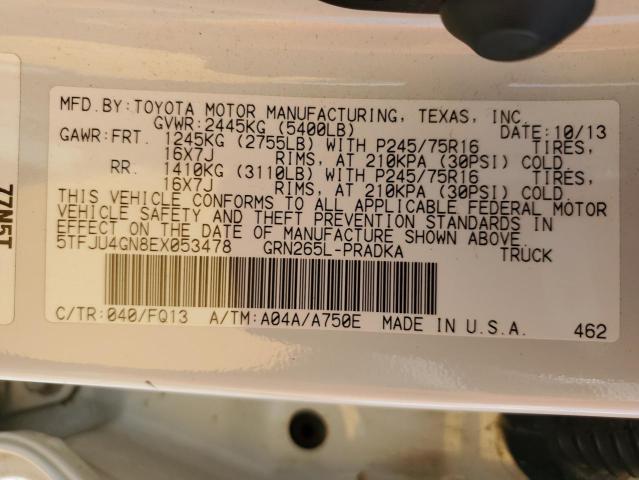 MFD.BY:TOYOTA MOTOR MANUFACTURING, TEXAS, INC.
GVWR:2445KG (5400LB) DATE:10/13
GAWR:FRT. 1245KG (2755LB) WITH P245/75R16 TIRES,
16X7J RIMS, AT 210KPA (30PSI) COLD
RR. 1410KG (3110LB) WITH P245/75R16 TIRES,
16X7J RIMS, AT 210KPA (30PSI) COLD
THIS VEHICLE CONFORMS TO ALL APPLICABLE FEDERAL MOTOR
VEHICLE SAFETY AND THEFT PREVENTION STANDARDS IN
EFFECT ON THE DATE OF MANUFACTURE SHOWN ABOVE.
5TFJU4GN8EX053478 GRN265L-PRADKA TRUCK
C/TR:040/FQ13 A/TM:A04A/A750E MADE IN U.S.A. 462
77N5T